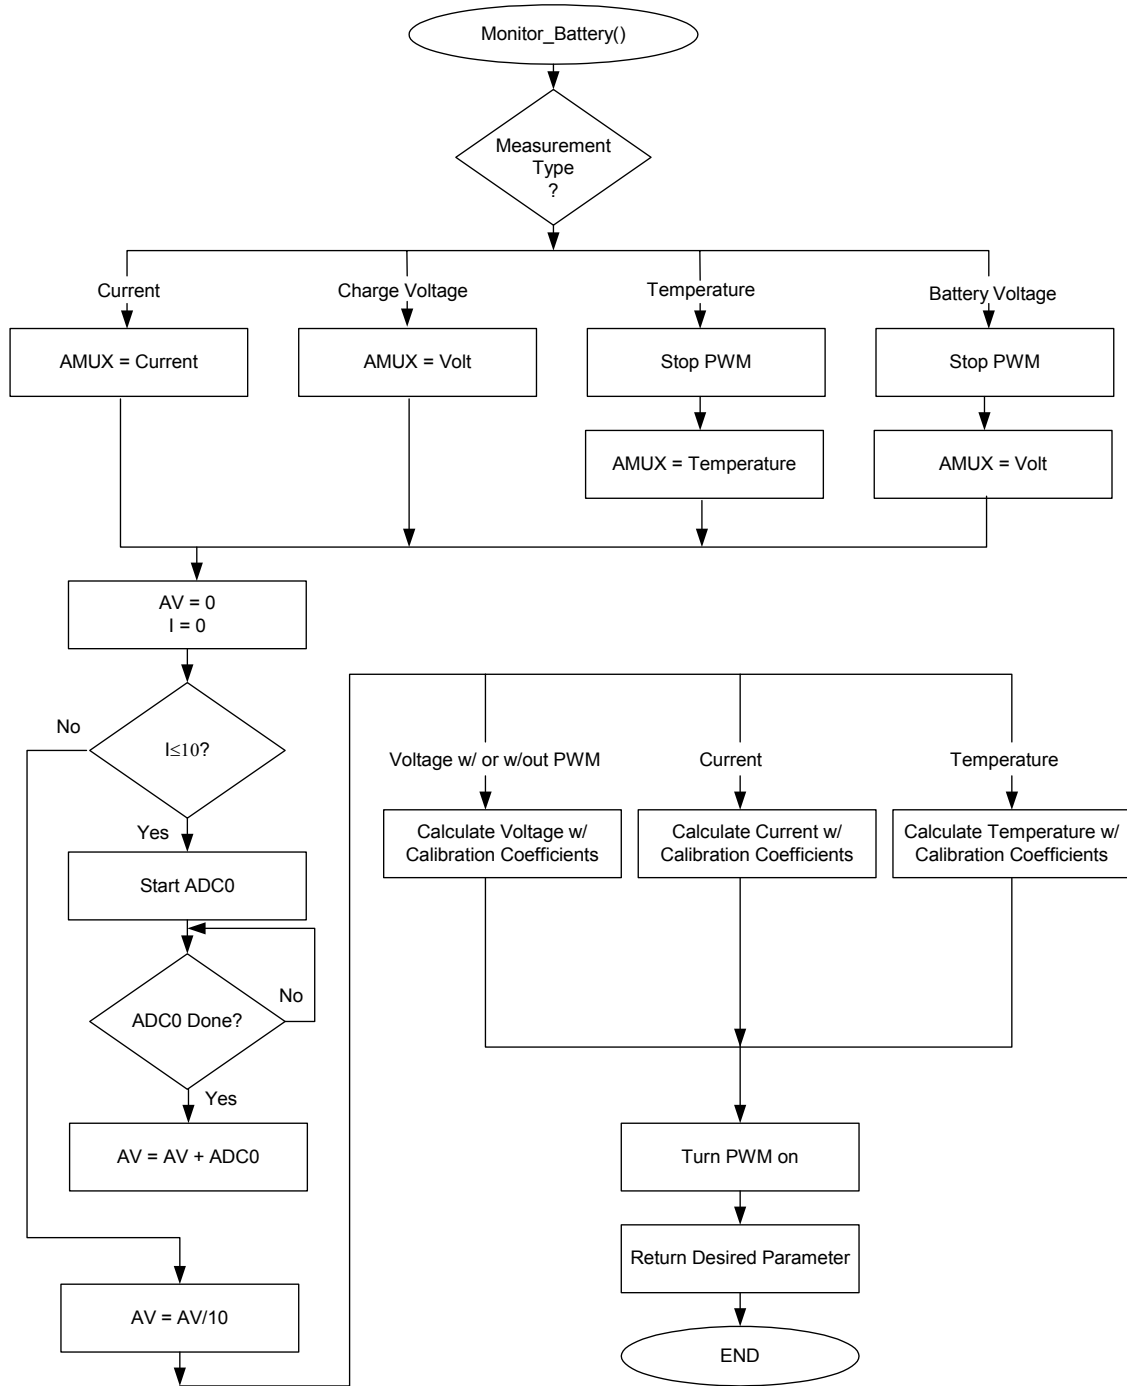 Monitor_Battery()
Measurement
Type
?
Current
Charge Voltage
Temperature
Battery Voltage
AMUX = Current
AMUX = Volt
Stop PWM
Stop PWM
AMUX = Temperature
AMUX = Volt
AV = 0
I = 0
No
I≤10?
Yes
Start ADC0
ADC0 Done?
No
Yes
AV = AV + ADC0
AV = AV/10
Voltage w/ or w/out PWM
Current
Temperature
Calculate Voltage w/
Calibration Coefficients
Calculate Current w/
Calibration Coefficients
Calculate Temperature w/
Calibration Coefficients
Turn PWM on
Return Desired Parameter
END